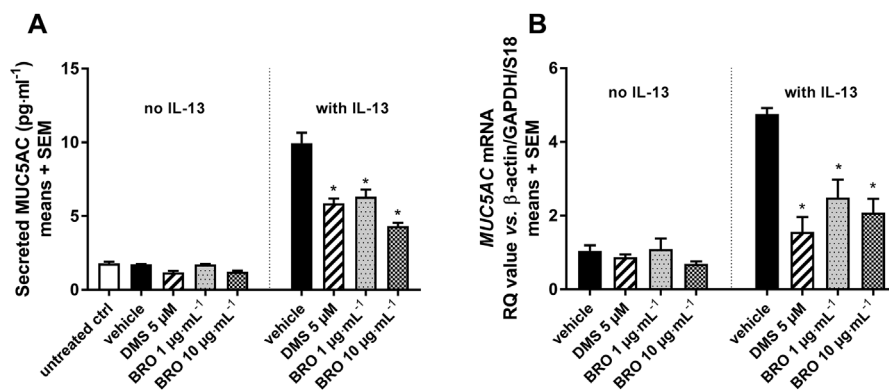 A
Secreted MUC5AC (pg·ml⁻¹)
means + SEM
15
10
5
0
no IL-13
with IL-13
*
*
*
untreated ctrl
vehicle
DMS 5 µM
BRO 1 µg·mL⁻¹
BRO 10 µg·mL⁻¹
vehicle
DMS 5 µM
BRO 1 µg·mL⁻¹
BRO 10 µg·mL⁻¹
B
MUC5AC mRNA
RQ value vs. β-actin/GAPDH/S18
means + SEM
6
4
2
0
no IL-13
with IL-13
*
*
*
vehicle
DMS 5 µM
BRO 1 µg·mL⁻¹
BRO 10 µg·mL⁻¹
vehicle
DMS 5 µM
BRO 1 µg·mL⁻¹
BRO 10 µg·mL⁻¹